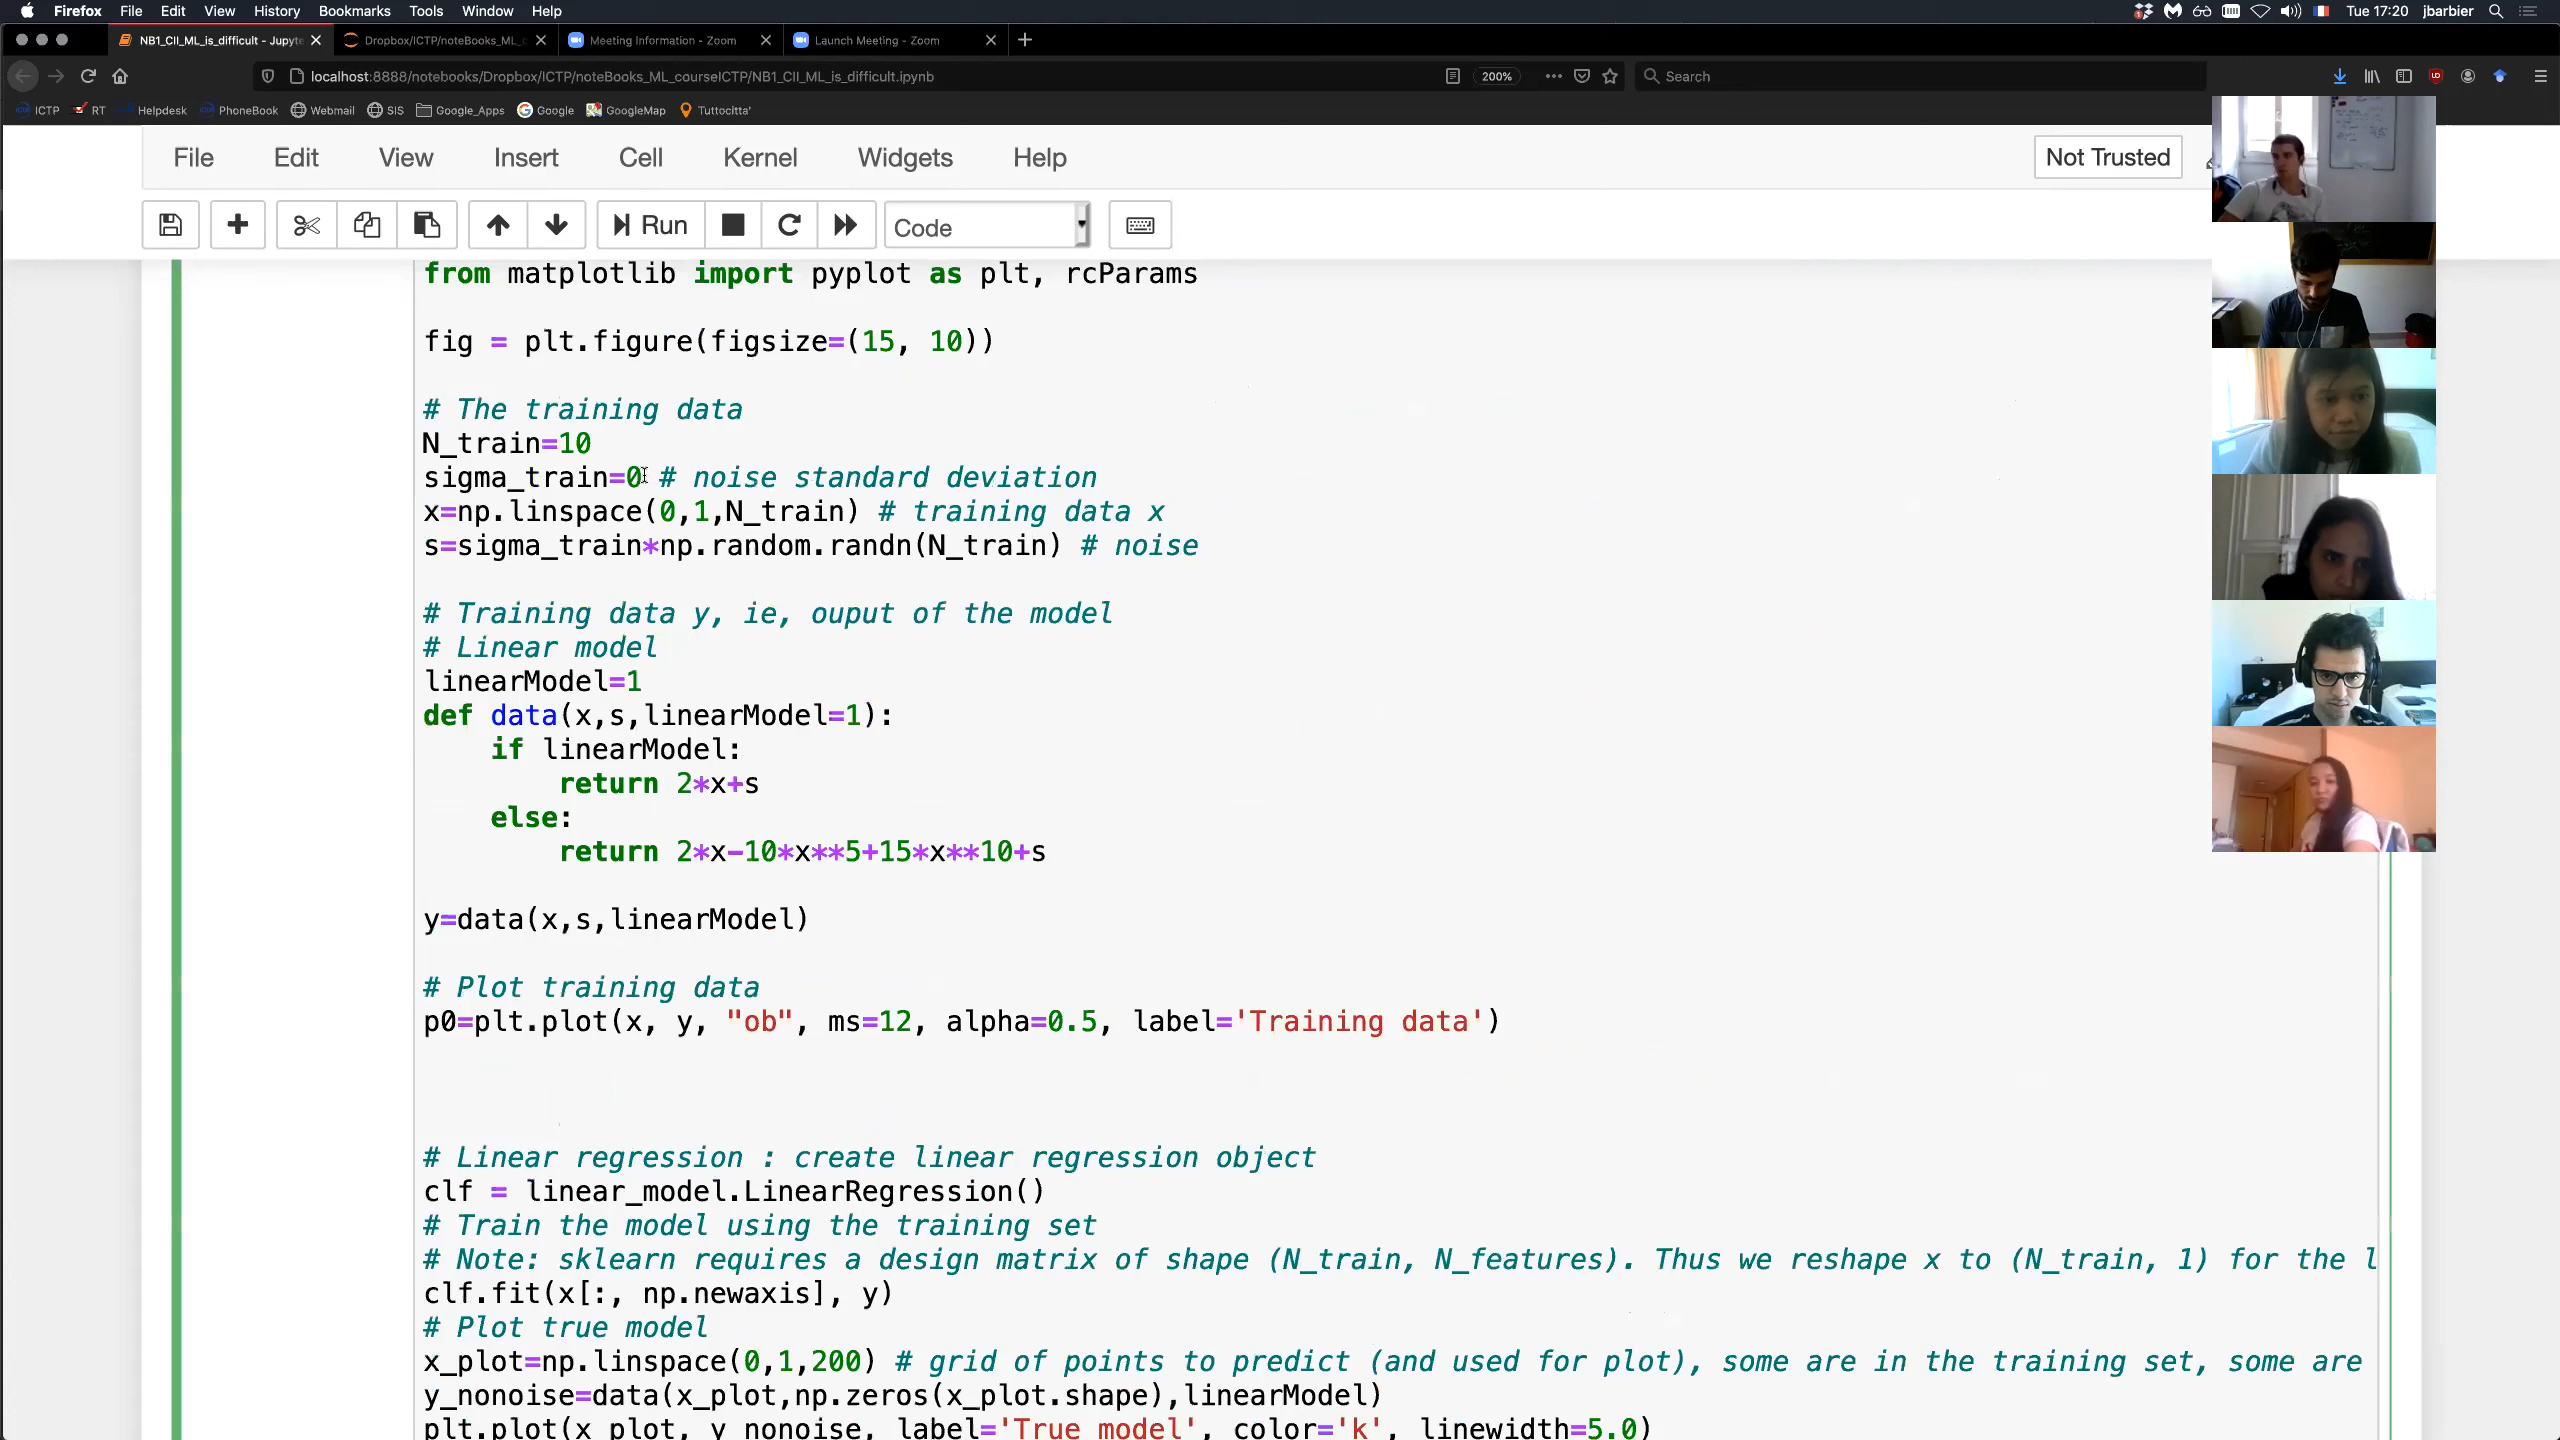 Firefox File Edit View History Bookmarks Tools Window Help Tue 17:20 jbarbier
NB1_CII_ML_is_difficult - Jupyte Dropbox/ICTP/noteBooks_ML_c Meeting Information - Zoom Launch Meeting - Zoom
localhost:8888/notebooks/Dropbox/ICTP/noteBooks_ML_courseICTP/NB1_CII_ML_is_difficult.ipynb 200% Search
ICTP RT Helpdesk PhoneBook Webmail SIS Google_Apps Google GoogleMap Tuttocitta'
File Edit View Insert Cell Kernel Widgets Help Not Trusted
Run Code
from matplotlib import pyplot as plt, rcParams
fig = plt.figure(figsize=(15, 10))
# The training data
N_train=10
sigma_train=0 # noise standard deviation
x=np.linspace(0,1,N_train) # training data x
s=sigma_train*np.random.randn(N_train) # noise
# Training data y, ie, ouput of the model
# Linear model
linearModel=1
def data(x,s,linearModel=1):
if linearModel:
return 2*x+s
else:
return 2*x-10*x**5+15*x**10+s
y=data(x,s,linearModel)
# Plot training data
p0=plt.plot(x, y, "ob", ms=12, alpha=0.5, label='Training data')
# Linear regression : create linear regression object
clf = linear_model.LinearRegression()
# Train the model using the training set
# Note: sklearn requires a design matrix of shape (N_train, N_features). Thus we reshape x to (N_train, 1) for the l
clf.fit(x[:, np.newaxis], y)
# Plot true model
x_plot=np.linspace(0,1,200) # grid of points to predict (and used for plot), some are in the training set, some are
y_nonoise=data(x_plot,np.zeros(x_plot.shape),linearModel)
plt.plot(x_plot, y_nonoise, label='True model', color='k', linewidth=5.0)